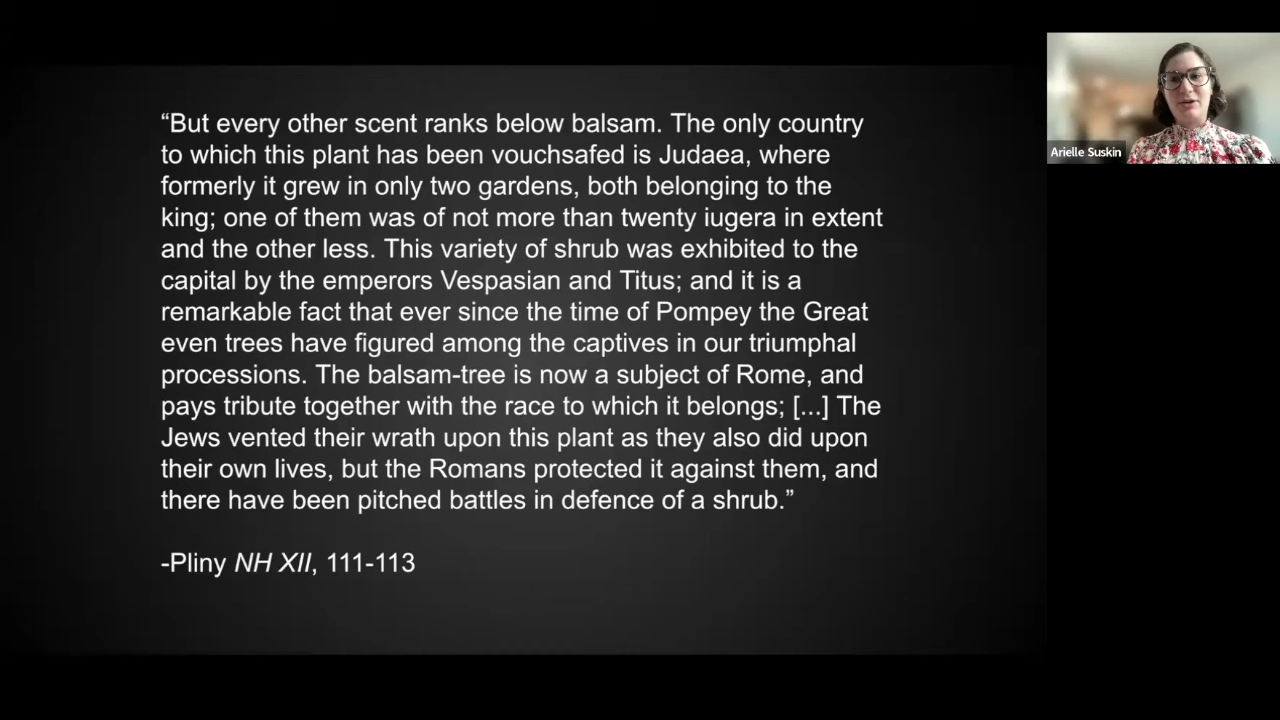 “But every other scent ranks below balsam. The only country
to which this plant has been vouchsafed is Judaea, where
formerly it grew in only two gardens, both belonging to the
king; one of them was of not more than twenty iugera in extent
and the other less. This variety of shrub was exhibited to the
capital by the emperors Vespasian and Titus; and it is a
remarkable fact that ever since the time of Pompey the Great
even trees have figured among the captives in our triumphal
processions. The balsam-tree is now a subject of Rome, and
pays tribute together with the race to which it belongs; [...] The
Jews vented their wrath upon this plant as they also did upon
their own lives, but the Romans protected it against them, and
there have been pitched battles in defence of a shrub.”
-Pliny NH XII, 111-113
Arielle Suskin